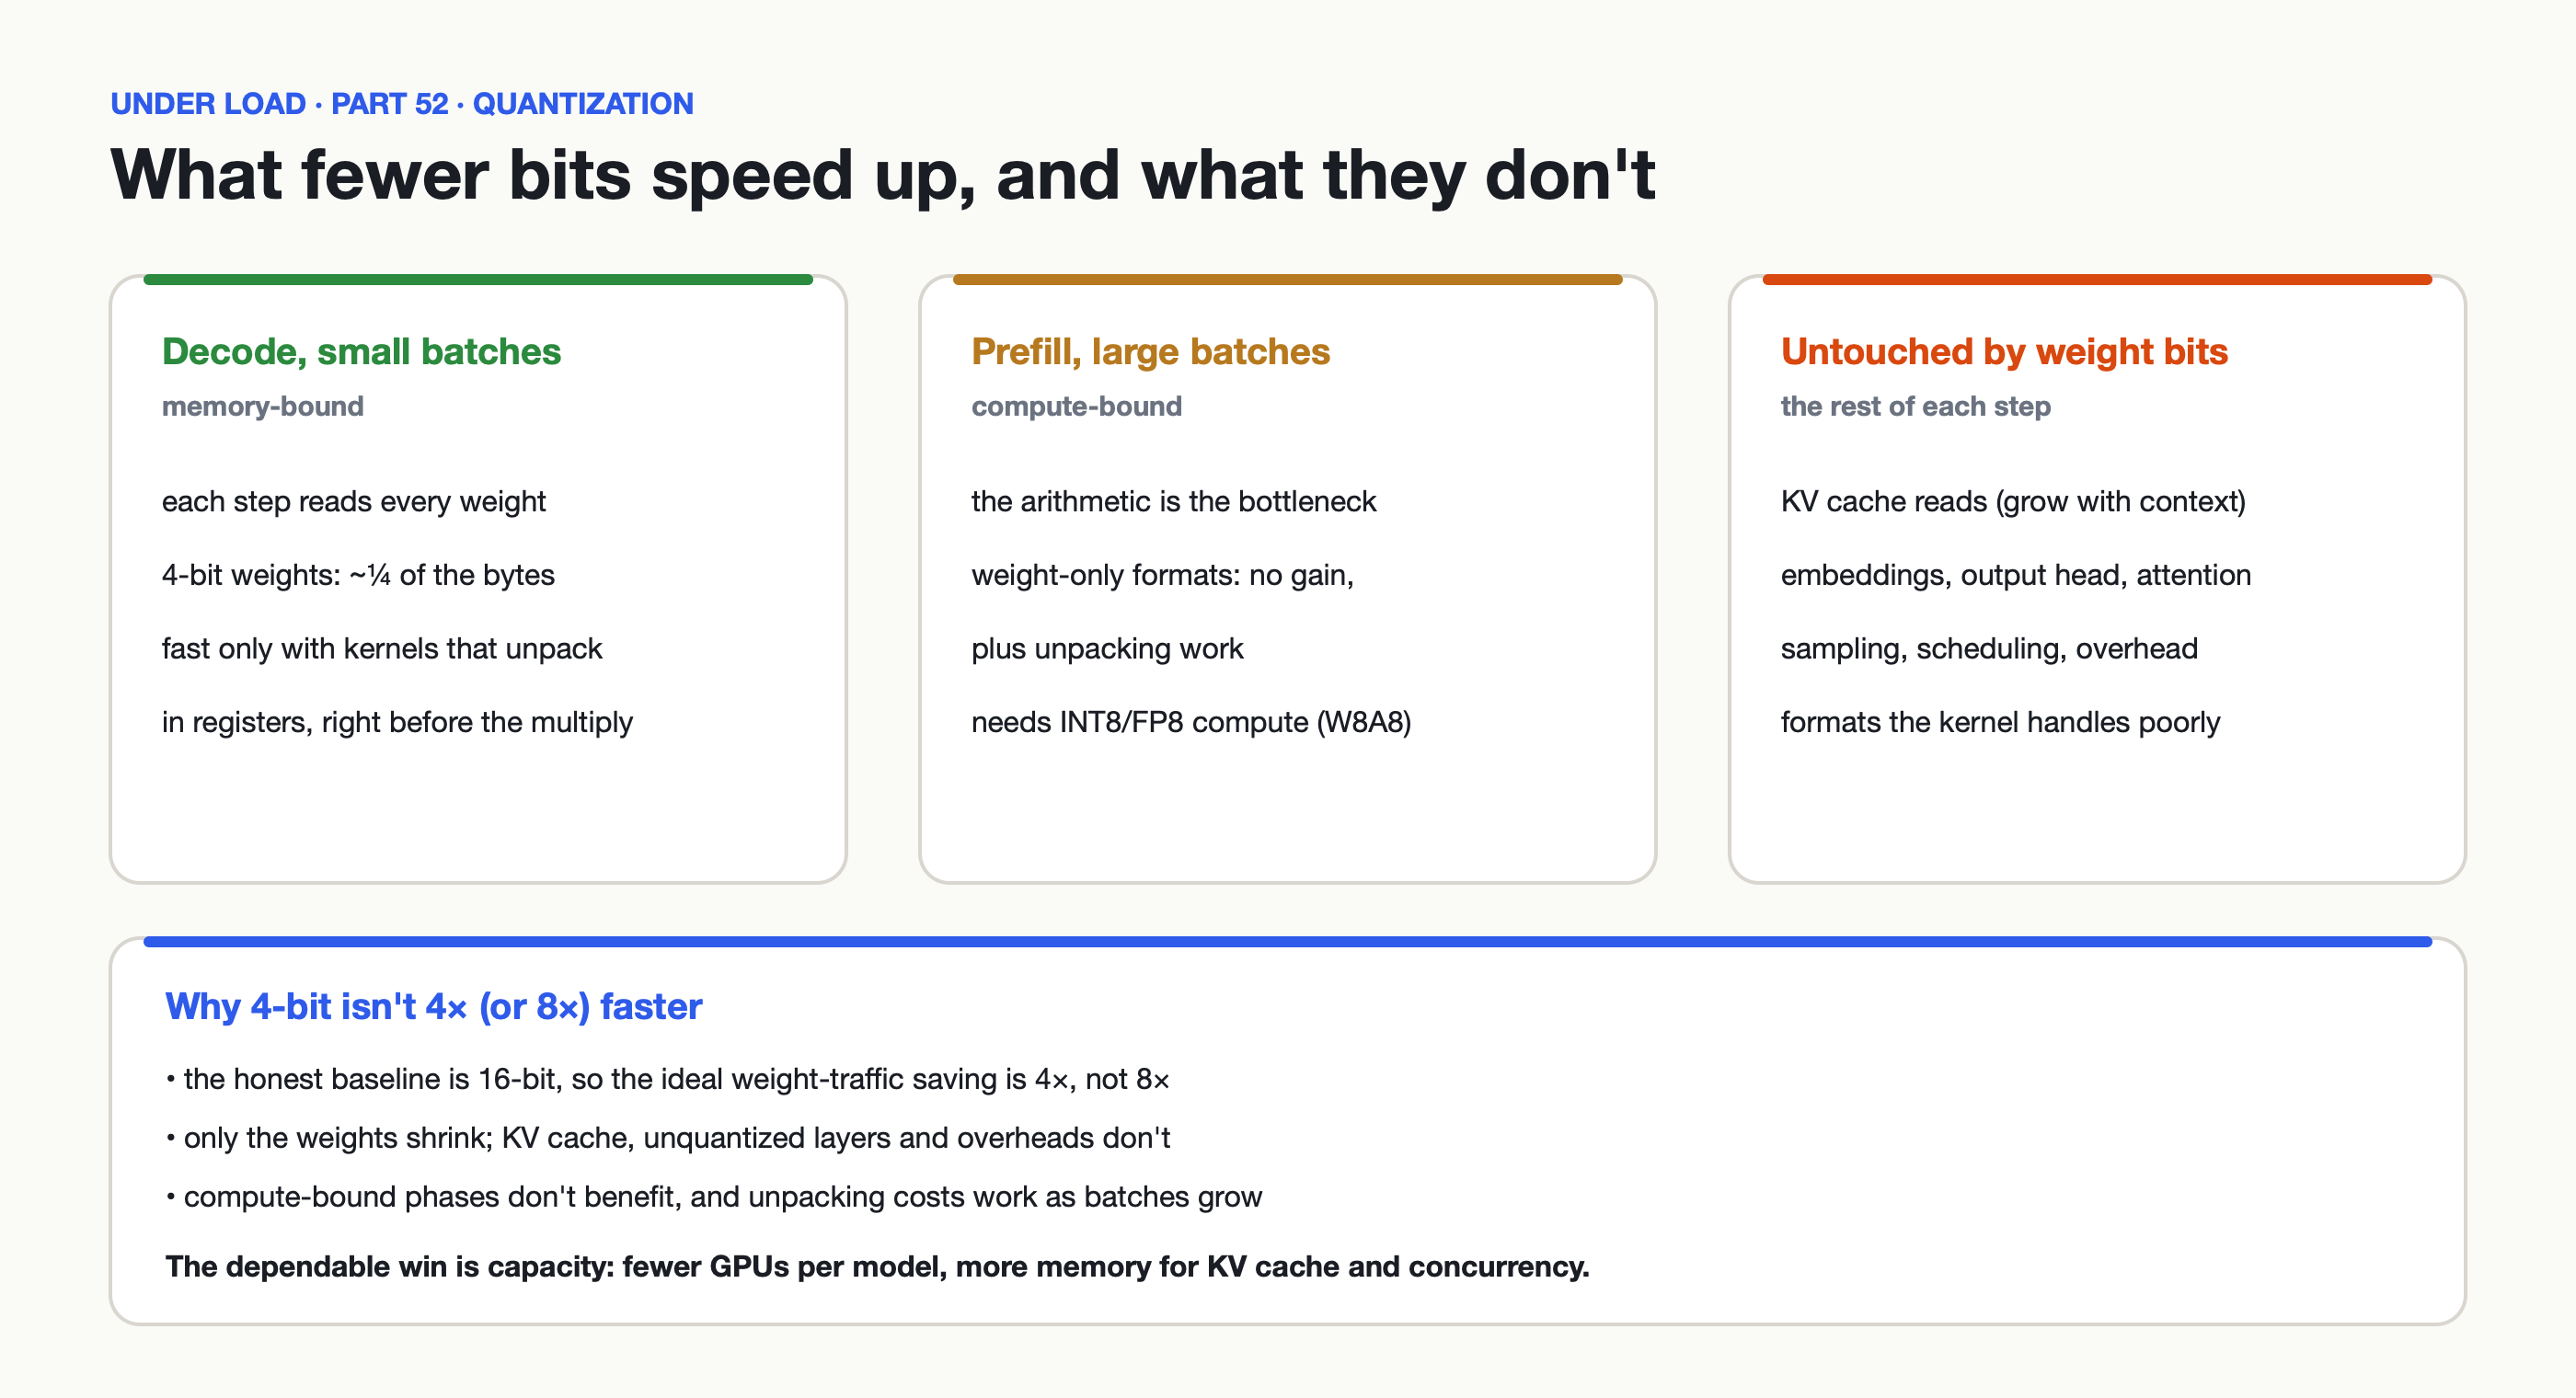 UNDER LOAD · PART 52 · QUANTIZATION
What fewer bits speed up, and what they don't
Decode, small batches
memory-bound
each step reads every weight
4-bit weights: ~¼ of the bytes
fast only with kernels that unpack
in registers, right before the multiply
Prefill, large batches
compute-bound
the arithmetic is the bottleneck
weight-only formats: no gain,
plus unpacking work
needs INT8/FP8 compute (W8A8)
Untouched by weight bits
the rest of each step
KV cache reads (grow with context)
embeddings, output head, attention
sampling, scheduling, overhead
formats the kernel handles poorly
Why 4-bit isn't 4× (or 8×) faster
• the honest baseline is 16-bit, so the ideal weight-traffic saving is 4×, not 8×
• only the weights shrink; KV cache, unquantized layers and overheads don't
• compute-bound phases don't benefit, and unpacking costs work as batches grow
The dependable win is capacity: fewer GPUs per model, more memory for KV cache and concurrency.